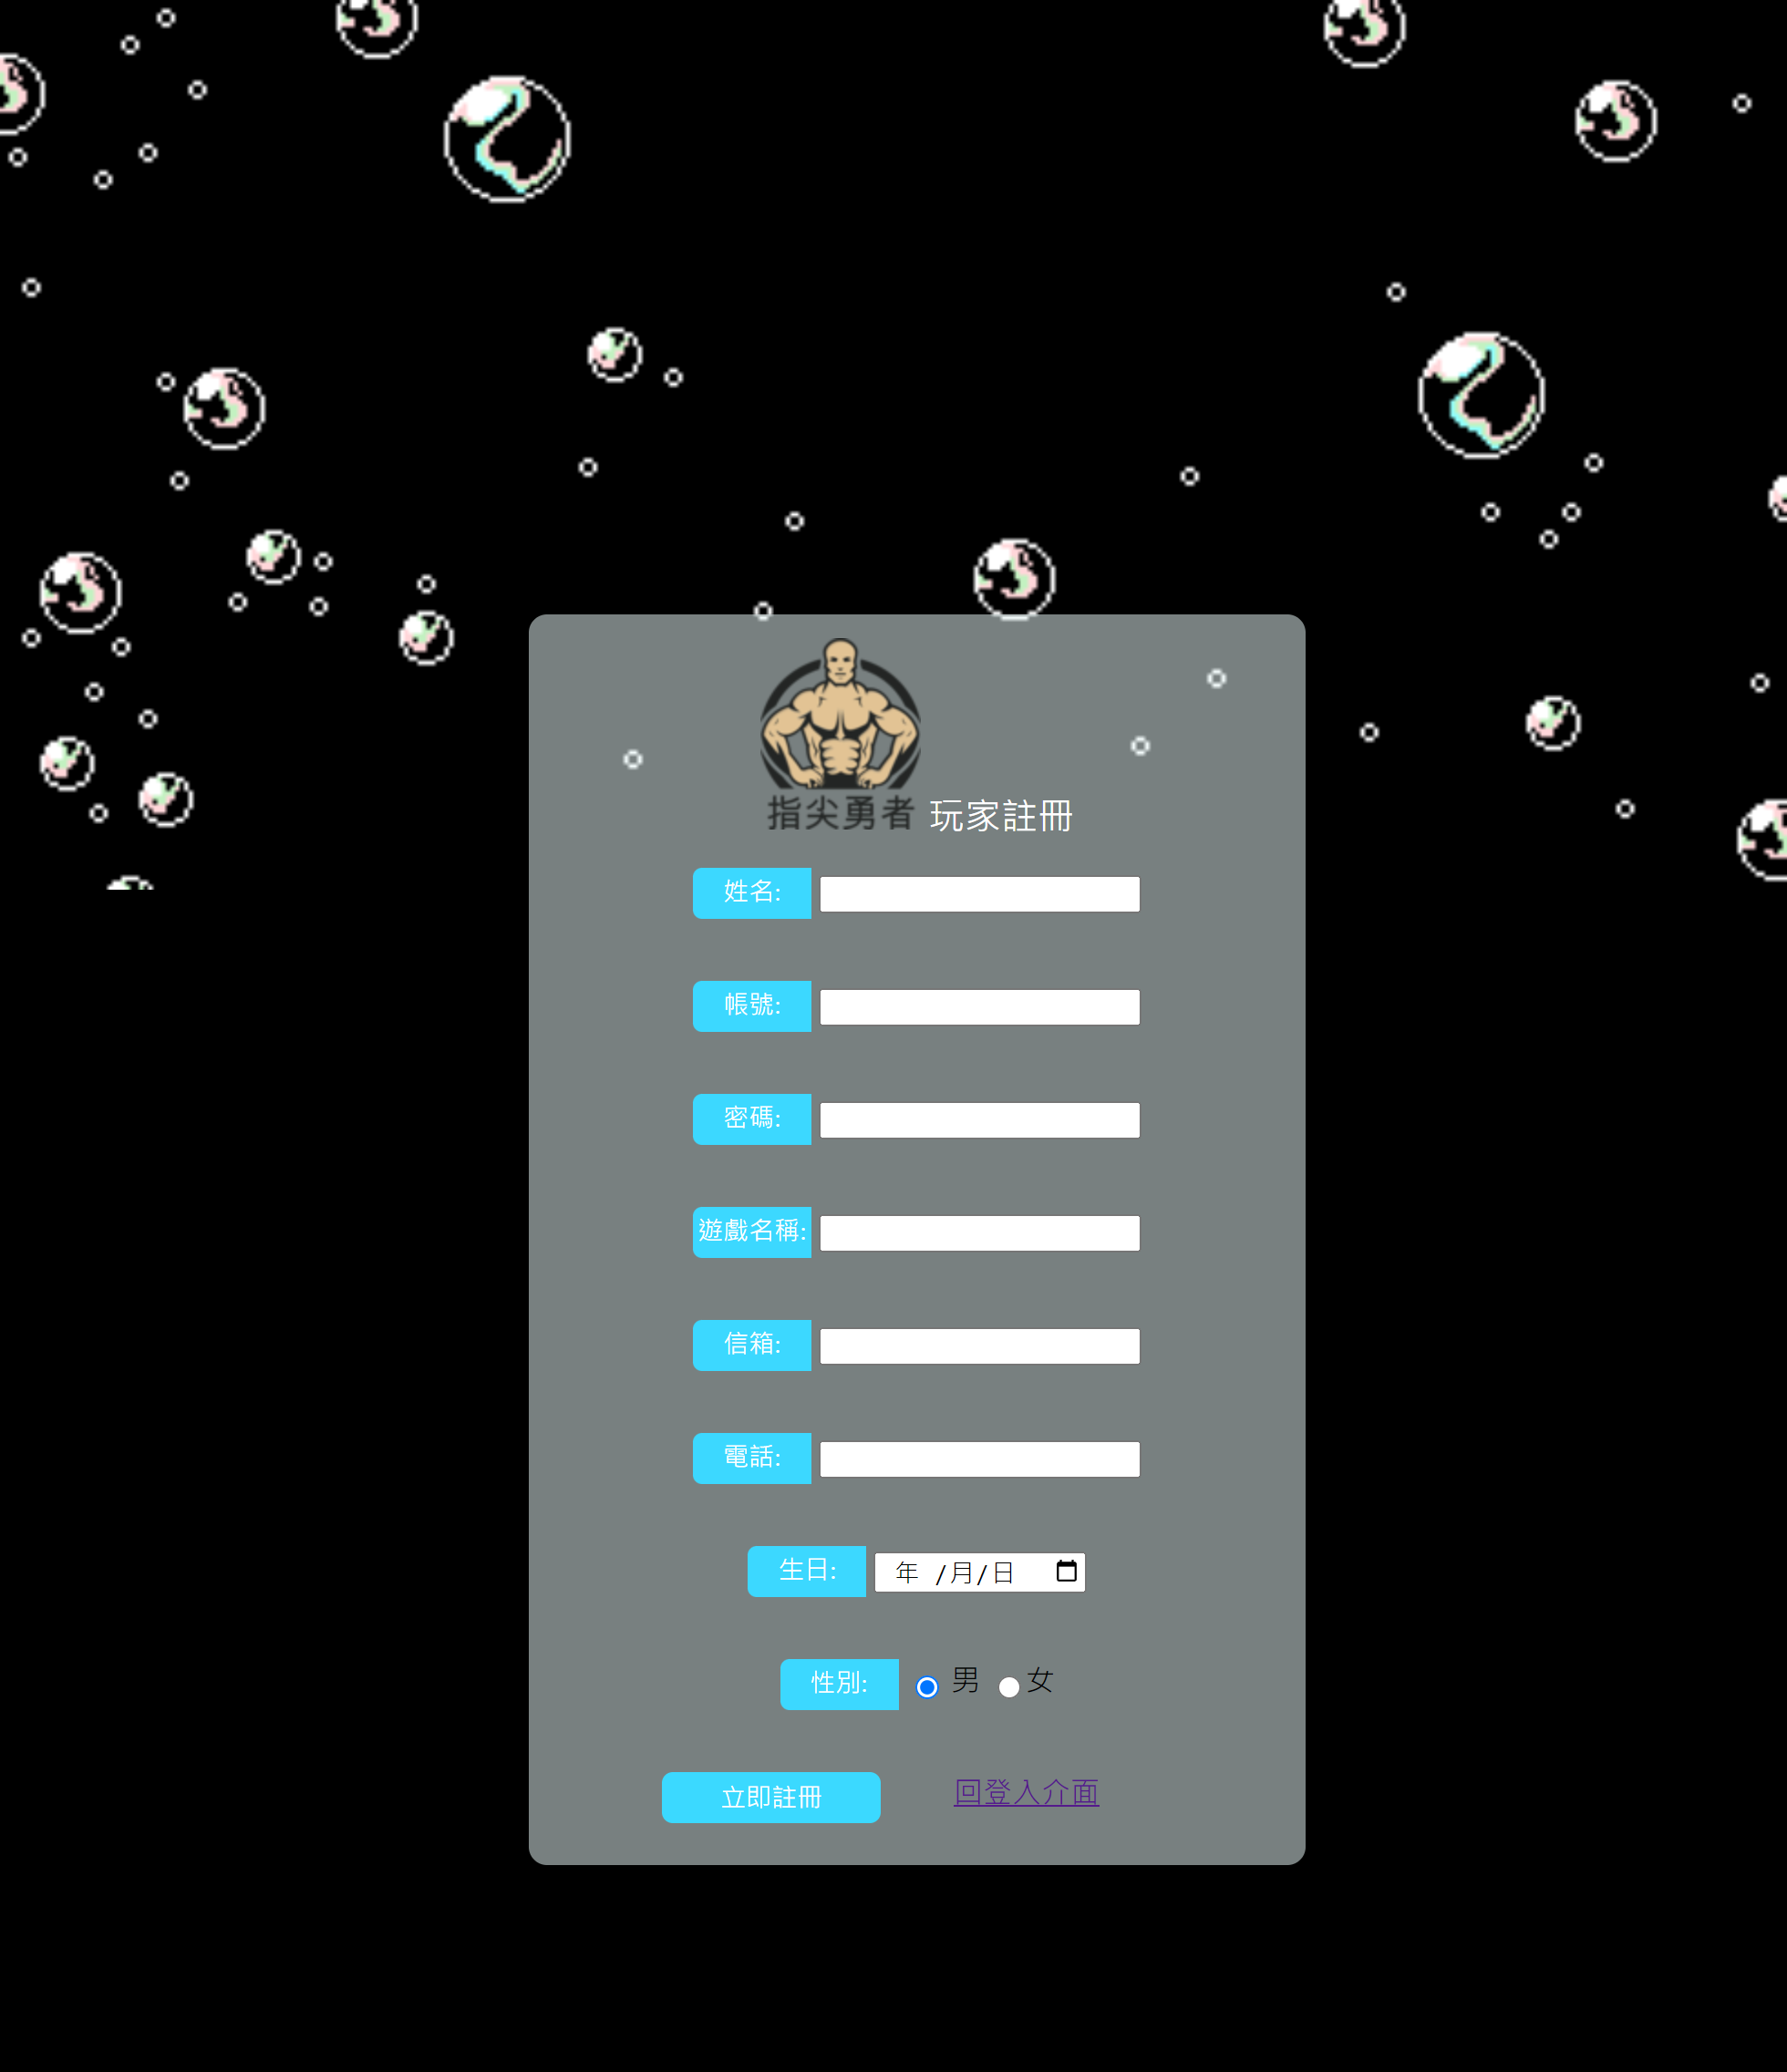 指尖勇者 玩家註冊
姓名:
帳號:
密碼:
遊戲名稱:
信箱:
電話:
生日: 年 /月/日
性別: 男 女
立即註冊 回登入介面